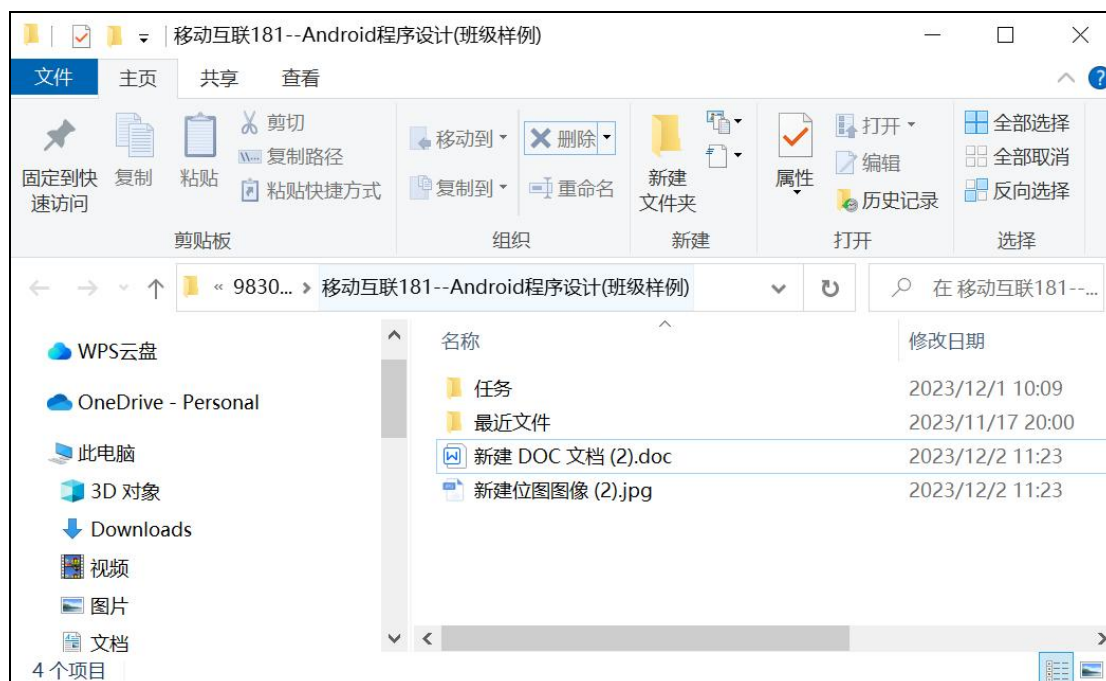 移动互联181--Android程序设计(班级样例)
文件 主页 共享 查看
固定到快速访问
复制
粘贴
剪切
复制路径
粘贴快捷方式
剪贴板
移动到
复制到
删除
重命名
组织
新建
文件夹
新建
属性
打开
编辑
历史记录
打开
全部选择
全部取消
反向选择
选择
« 9830... › 移动互联181--Android程序设计(班级样例)
在 移动互联181--...
WPS云盘
OneDrive - Personal
此电脑
3D 对象
Downloads
视频
图片
文档
名称 修改日期
任务 2023/12/1 10:09
最近文件 2023/11/17 20:00
新建 DOC 文档 (2).doc 2023/12/2 11:23
新建位图图像 (2).jpg 2023/12/2 11:23
4 个项目